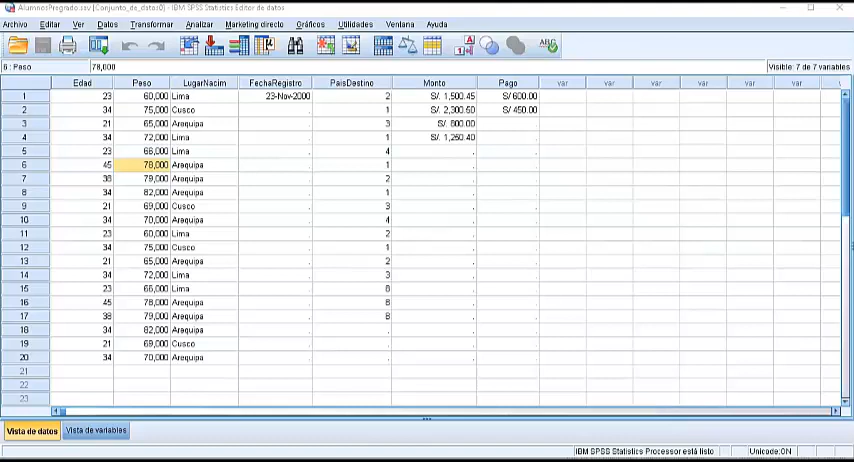 AlumnosPregrado.sav [Conjunto_de_datos0] - IBM SPSS Statistics Editor de datos
Archivo Editar Ver Datos Transformar Analizar Marketing directo Gráficos Utilidades Ventana Ayuda
6 : Peso 78,000 Visible: 7 de 7 variables
Edad Peso LugarNacim FechaRegistro PaisDestino Monto Pago var var var var var var
1 23 60,000 Lima 23-Nov-2000 2 S/. 1,500.45 S/ 600.00
2 34 75,000 Cusco . 1 S/. 2,300.50 S/ 450.00
3 21 65,000 Arequipa . 3 S/. 800.00 .
4 34 72,000 Lima . 1 S/. 1,250.40 .
5 23 66,000 Lima . 4 . .
6 45 78,000 Arequipa . 1 . .
7 38 79,000 Arequipa . 2 . .
8 34 82,000 Arequipa . 1 . .
9 21 69,000 Cusco . 3 . .
10 34 70,000 Arequipa . 4 . .
11 23 60,000 Lima . 2 . .
12 34 75,000 Cusco . 1 . .
13 21 65,000 Arequipa . 2 . .
14 34 72,000 Lima . 3 . .
15 23 66,000 Lima . 8 . .
16 45 78,000 Arequipa . 8 . .
17 38 79,000 Arequipa . 8 . .
18 34 82,000 Arequipa . . . .
19 21 69,000 Cusco . . . .
20 34 70,000 Arequipa . . . .
21
22
23
Vista de datos Vista de variables
IBM SPSS Statistics Processor está listo Unicode:ON